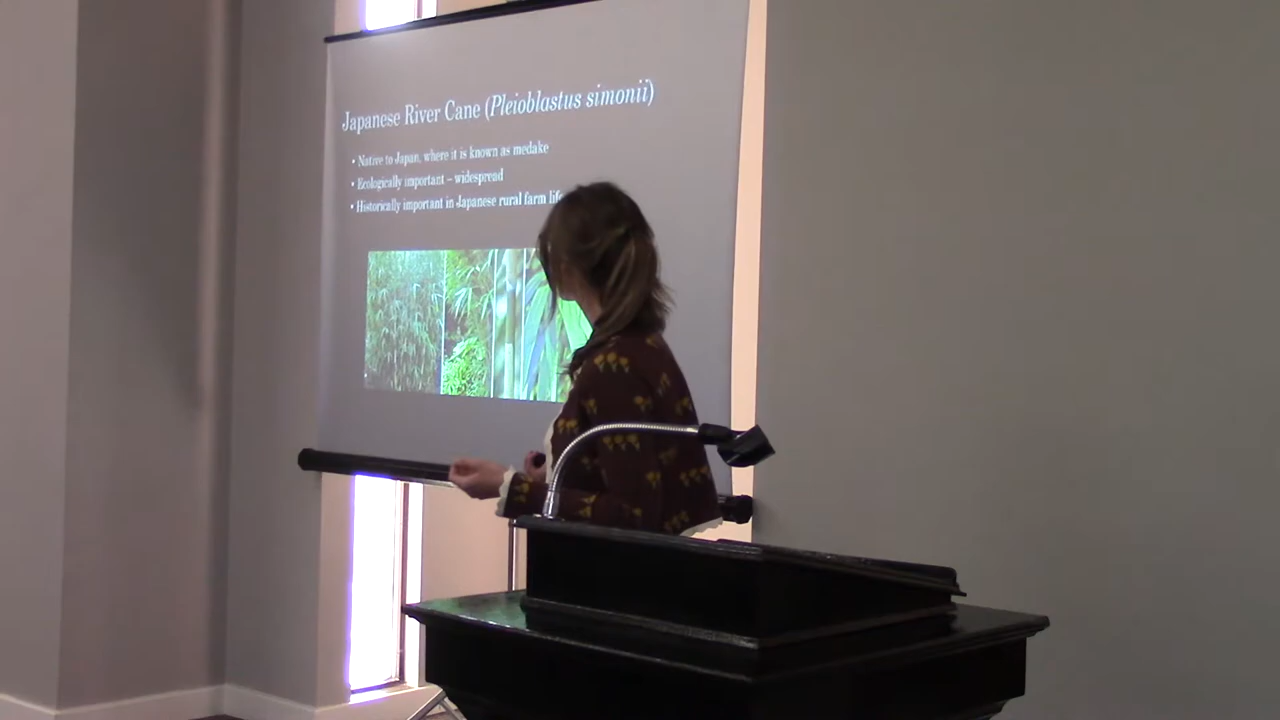 Japanese River Cane (Pleioblastus simonii)
• Native to Japan, where it is known as medake
• Ecologically important – widespread
• Historically important in Japanese rural farm life